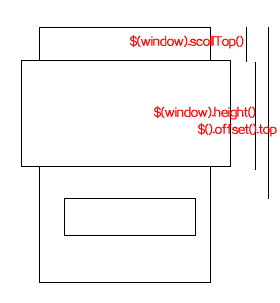 $(window).scollTop()
$(window).height()
$().offset().top